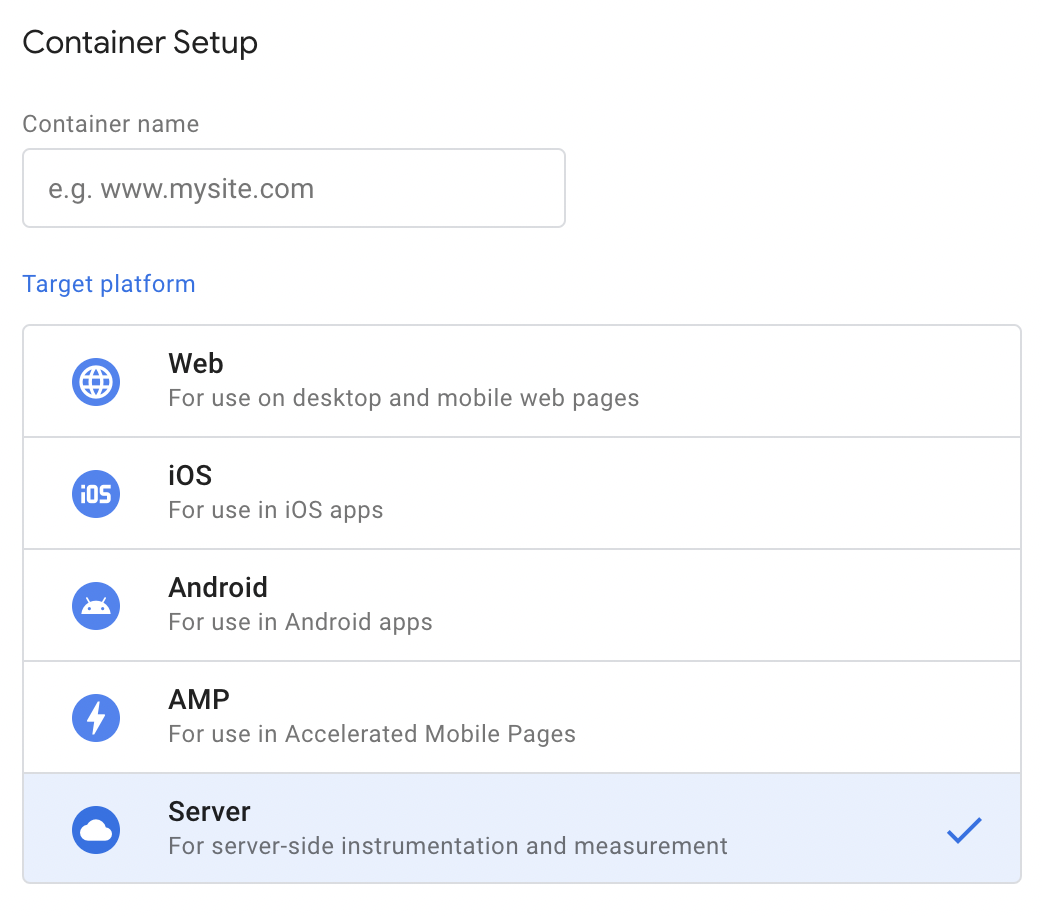 Container Setup
Container name
e.g. www.mysite.com
Target platform
Web
For use on desktop and mobile web pages
iOS
iOS
For use in iOS apps
Android
For use in Android apps
AMP
For use in Accelerated Mobile Pages
Server
For server-side instrumentation and measurement